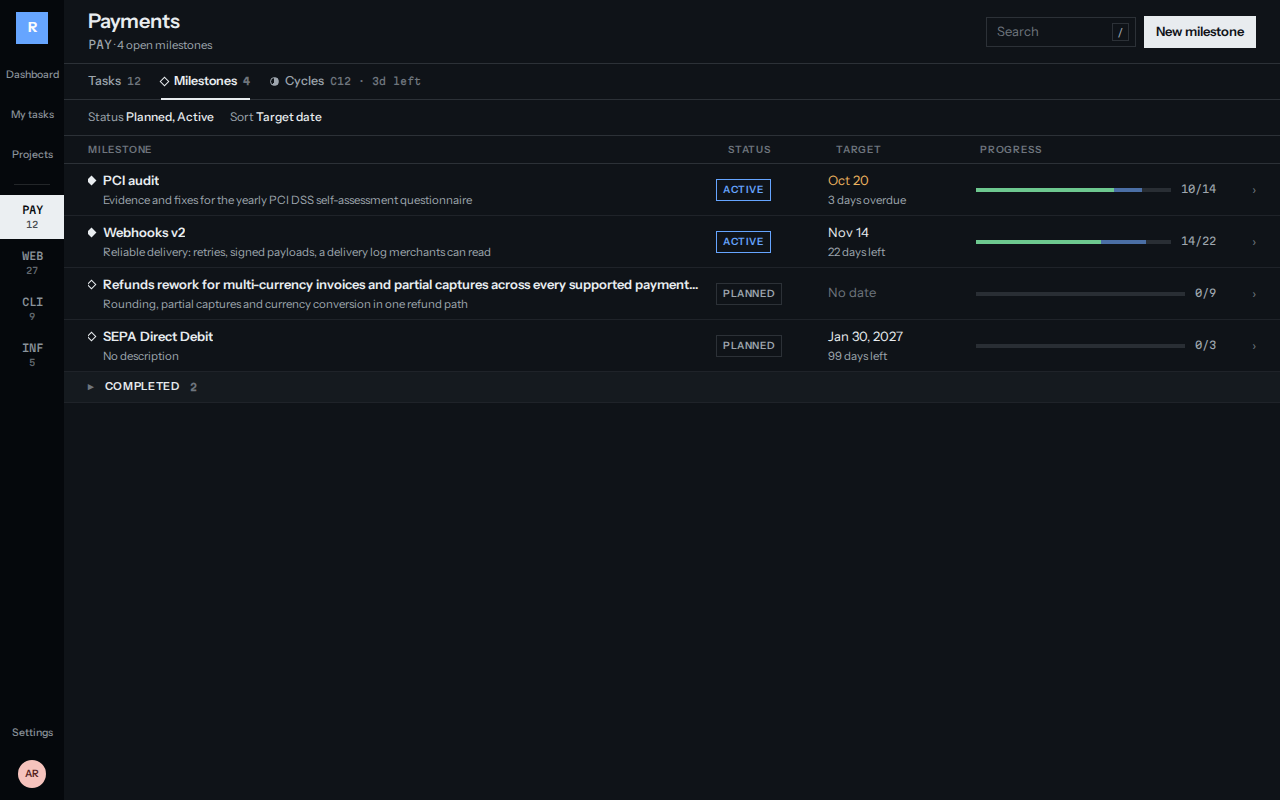 R
Dashboard
My tasks
Projects
PAY
12
WEB
27
CLI
9
INF
5
Settings
AR
Payments
PAY · 4 open milestones
Search /
New milestone
Tasks 12
Milestones 4
Cycles C12 · 3d left
Status Planned, Active
Sort Target date
MILESTONE STATUS TARGET PROGRESS
PCI audit
Evidence and fixes for the yearly PCI DSS self-assessment questionnaire
ACTIVE
Oct 20
3 days overdue
10/14
Webhooks v2
Reliable delivery: retries, signed payloads, a delivery log merchants can read
ACTIVE
Nov 14
22 days left
14/22
Refunds rework for multi-currency invoices and partial captures across every supported payment…
Rounding, partial captures and currency conversion in one refund path
PLANNED
No date
0/9
SEPA Direct Debit
No description
PLANNED
Jan 30, 2027
99 days left
0/3
COMPLETED 2